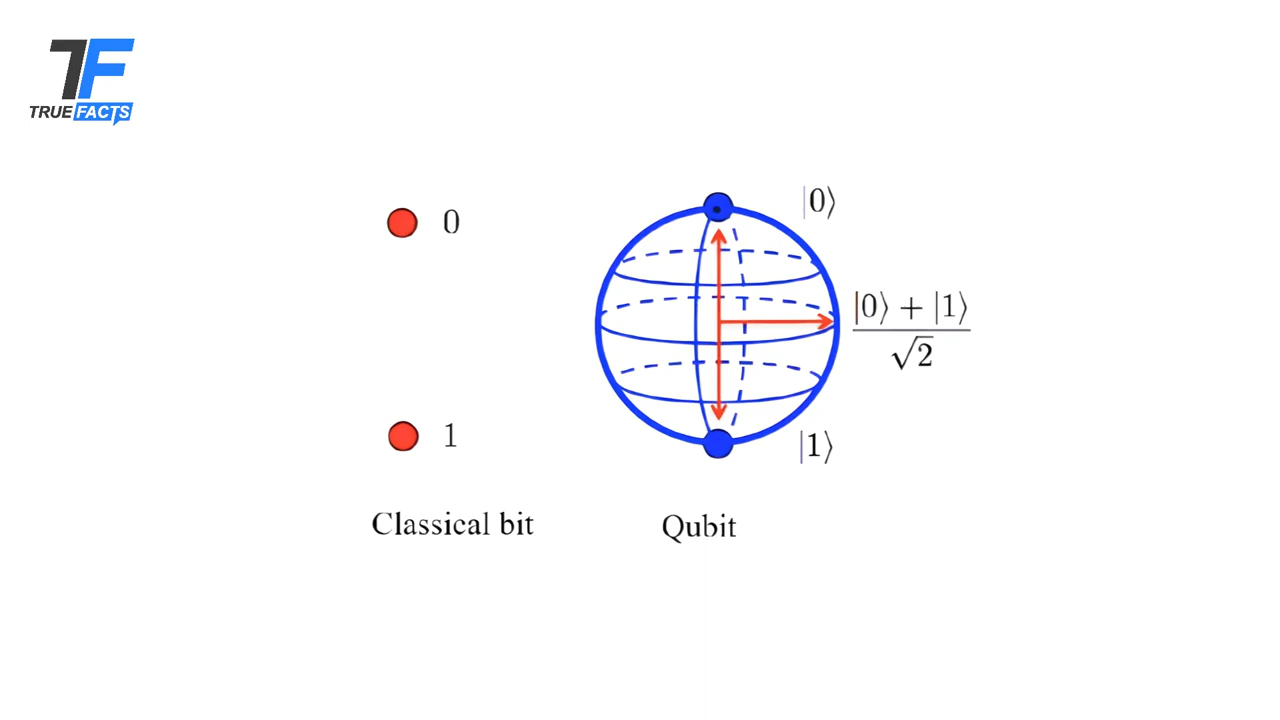 TF
TRUE FACTS
0
|0⟩
|0⟩ + |1⟩
√2
1
|1⟩
Classical bit
Qubit